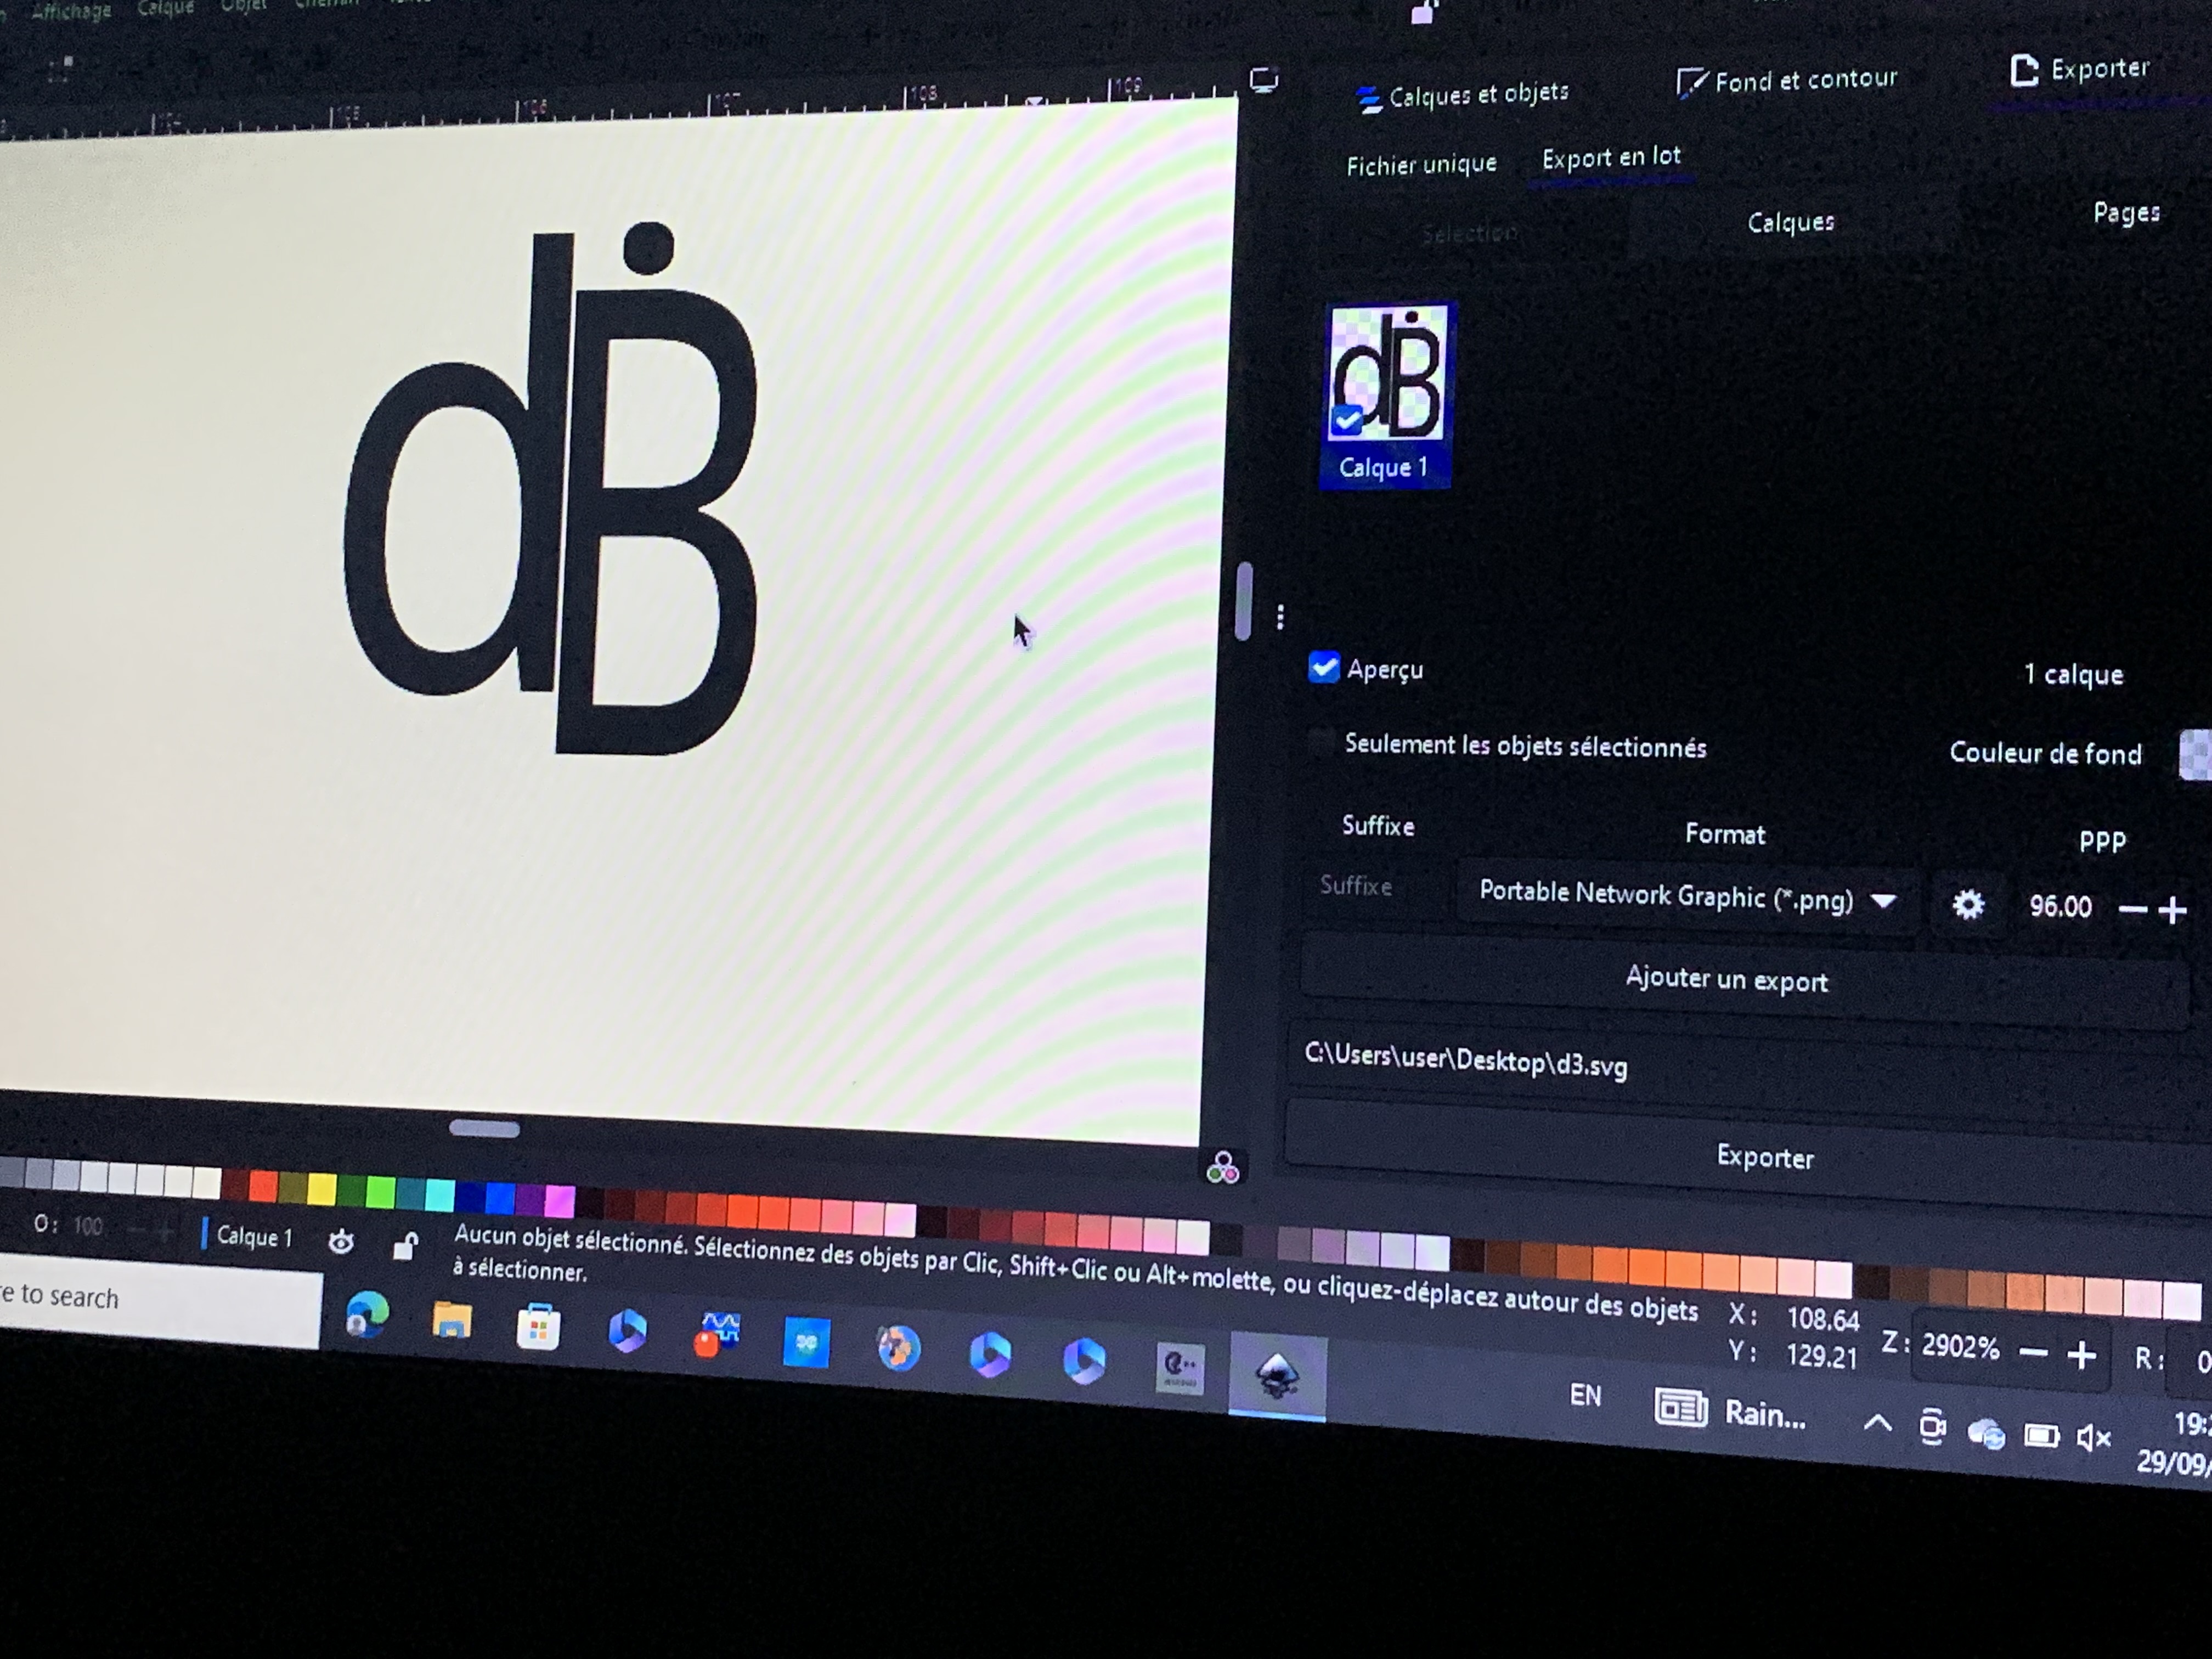 Affichage Calque Objet Chemin
105 106 107 108 109
Calques et objets Fond et contour Exporter
Fichier unique Export en lot
Sélection Calques Pages
dḂ
dḂ
Calque 1
Aperçu 1 calque
Seulement les objets sélectionnés Couleur de fond
Suffixe Format PPP
Suffixe Portable Network Graphic (*.png) 96.00
Ajouter un export
C:\Users\user\Desktop\d3.svg
Exporter
O: 100 Calque 1 Aucun objet sélectionné. Sélectionnez des objets par Clic, Shift+Clic ou Alt+molette, ou cliquez-déplacez autour des objets
à sélectionner.
X: 108.64
Y: 129.21
Z: 2902% R: 0
e to search
EN Rain...
19:
29/09/